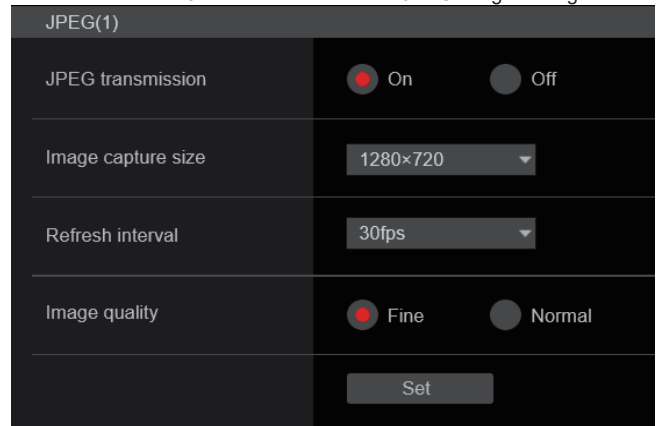 JPEG(1)
JPEG transmission On Off
Image capture size 1280×720
Refresh interval 30fps
Image quality Fine Normal
Set